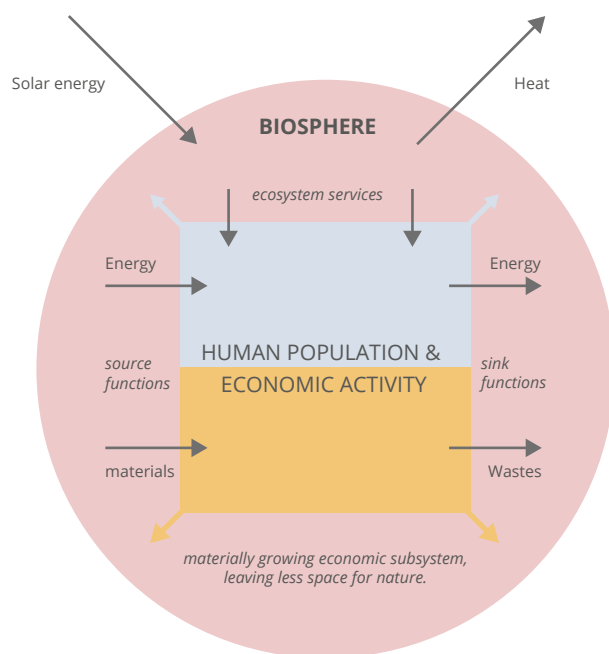 Solar energy
Heat
BIOSPHERE
ecosystem services
Energy
Energy
HUMAN POPULATION &
ECONOMIC ACTIVITY
source
functions
sink
functions
materials
Wastes
materially growing economic subsystem,
leaving less space for nature.